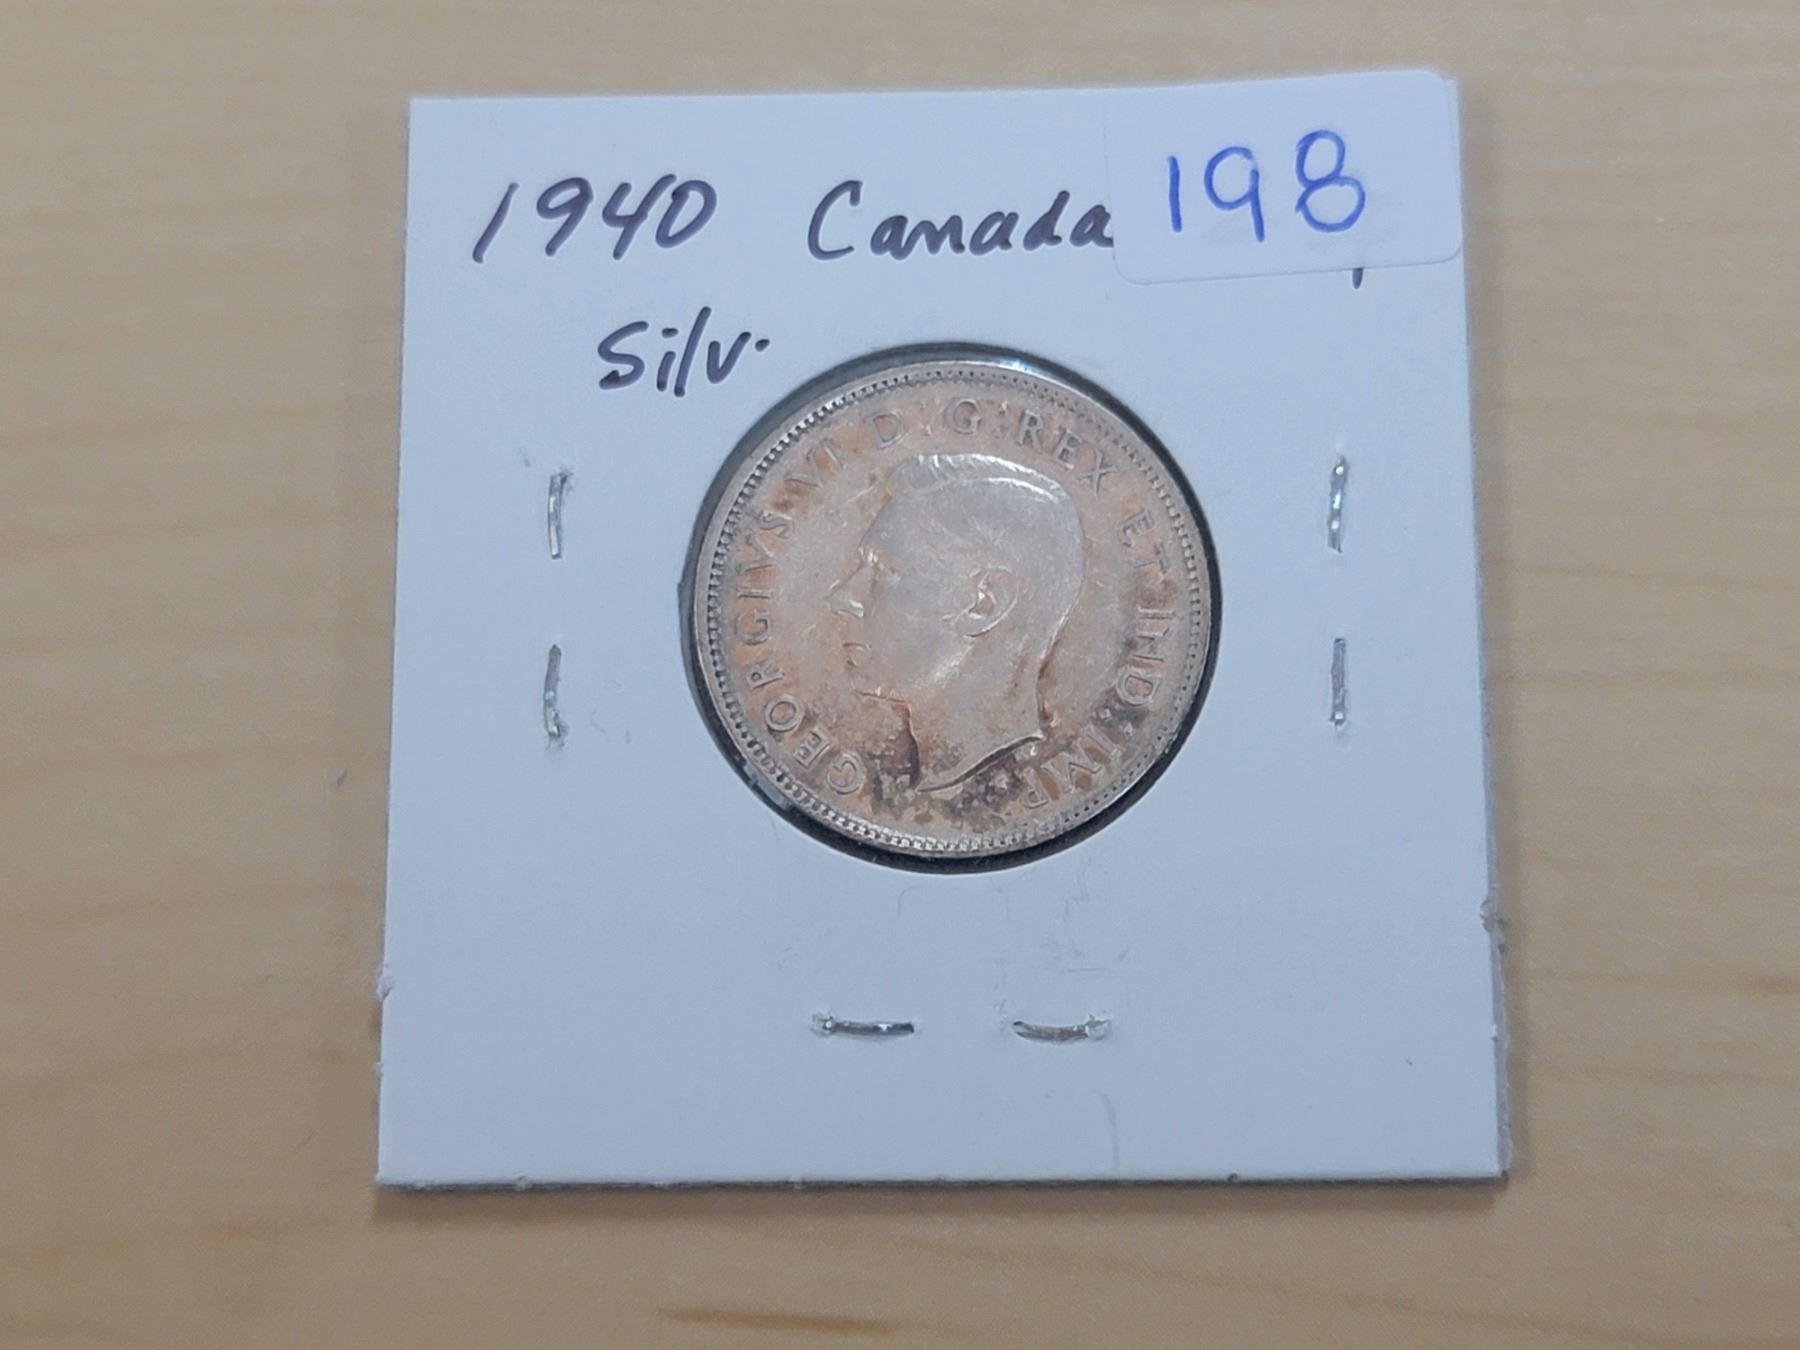 1940 Canada
198
Silv.
GEORGIVS VI D: G: REX ET IND: IMP: